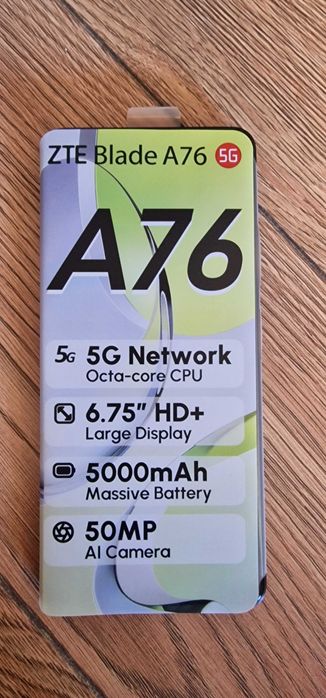 ZTE Blade A76 5G
A76
5G 5G Network
Octa-core CPU
6.75" HD+
Large Display
5000mAh
Massive Battery
50MP
AI Camera